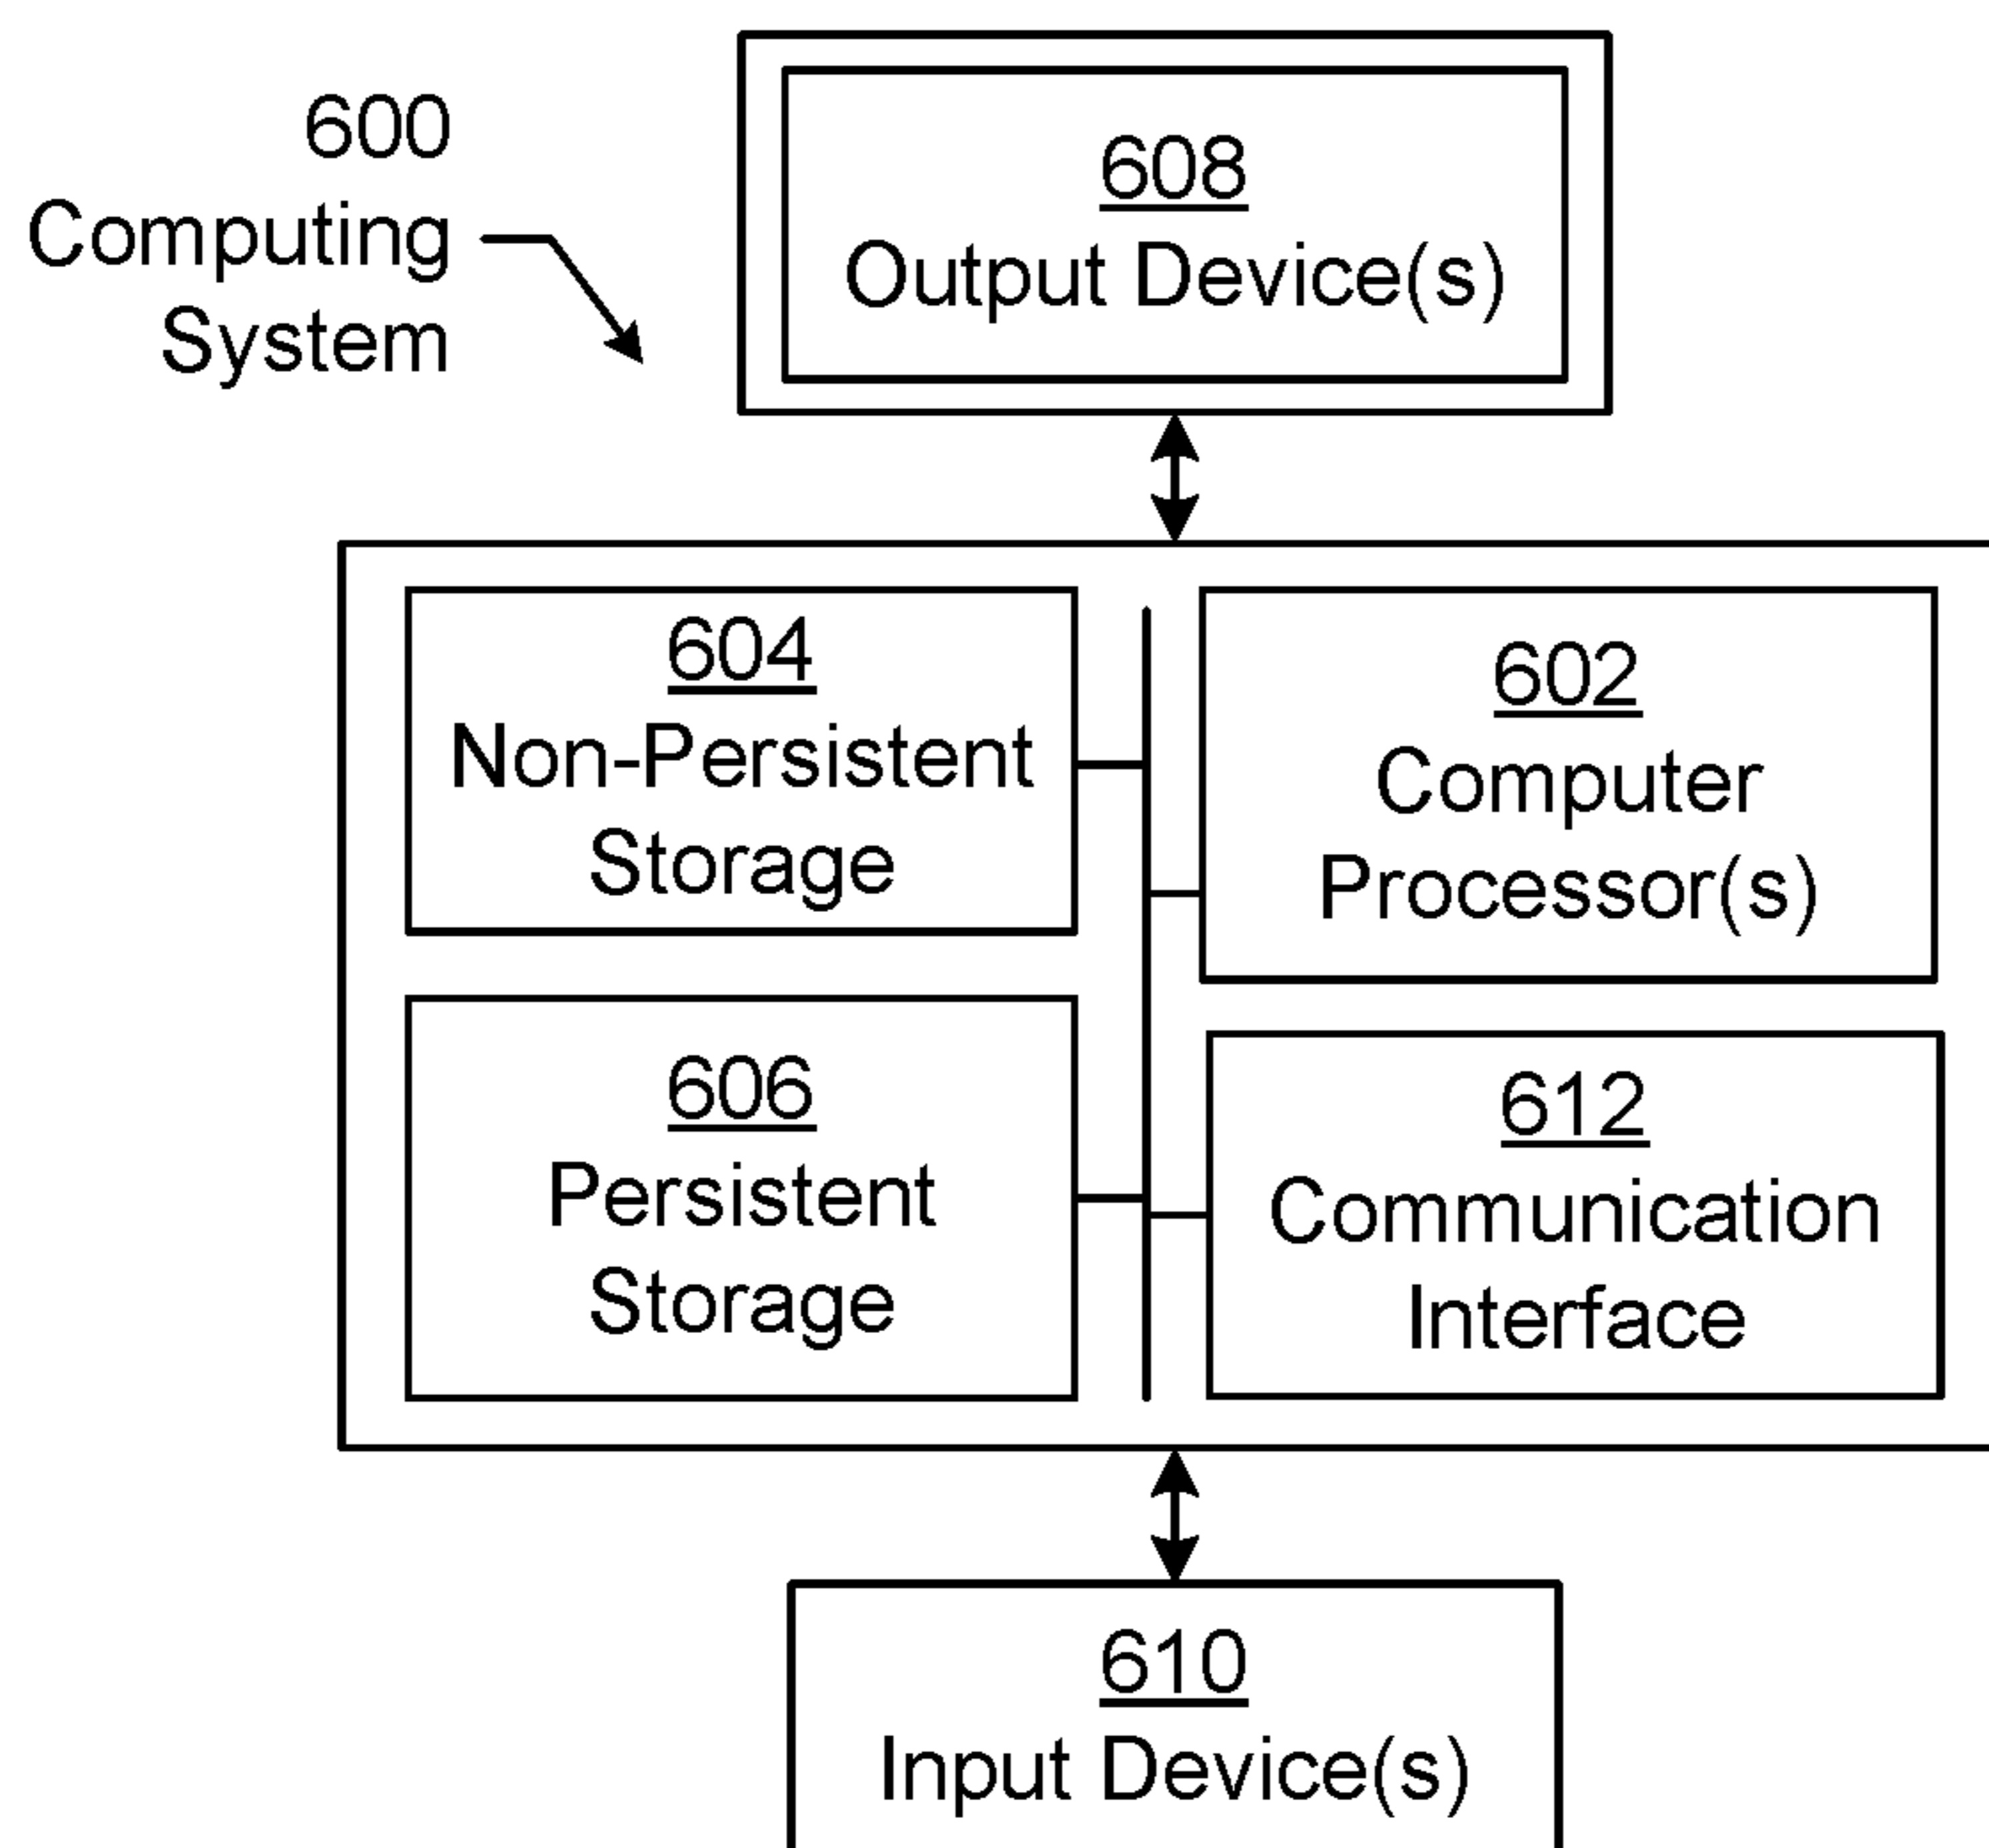 600
Computing
System
608
Output Device(s)
604
Non-Persistent
Storage
602
Computer
Processor(s)
606
Persistent
Storage
612
Communication
Interface
610
Input Device(s)